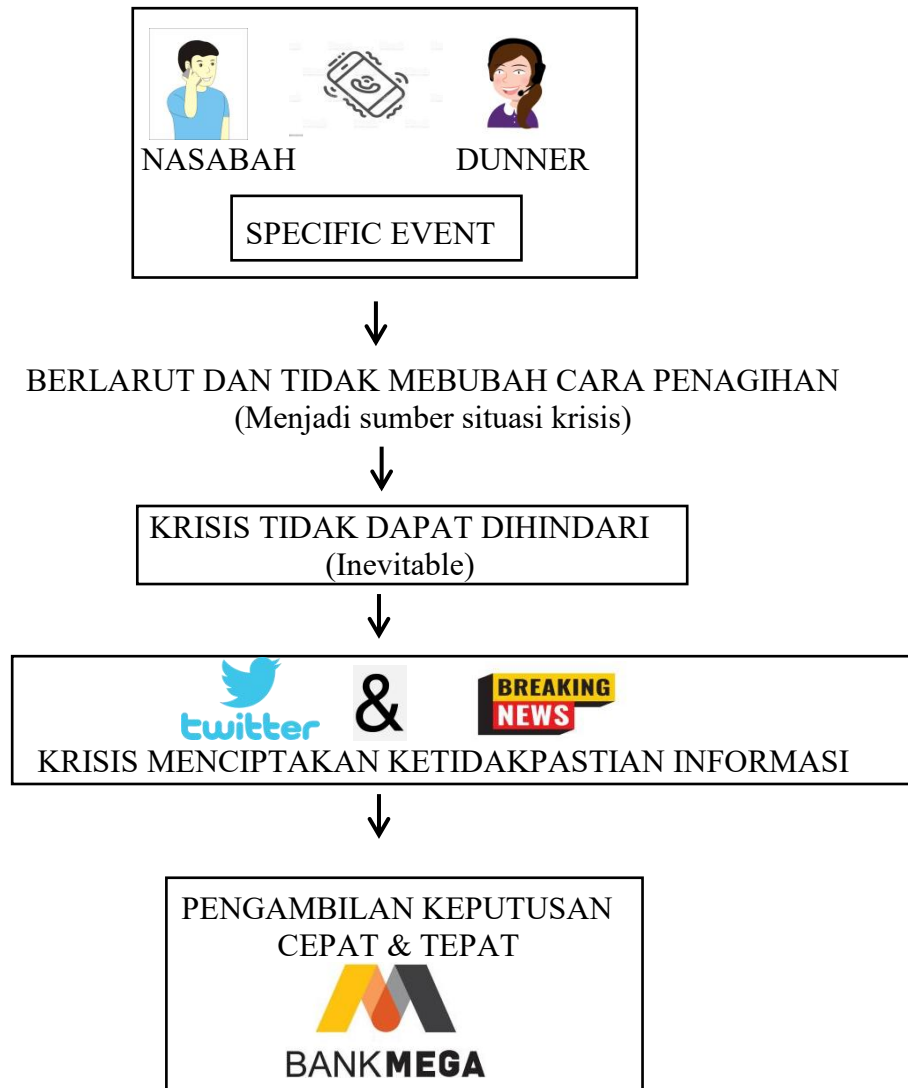 NASABAH DUNNER
SPECIFIC EVENT
BERLARUT DAN TIDAK MEBUBAH CARA PENAGIHAN
(Menjadi sumber situasi krisis)
KRISIS TIDAK DAPAT DIHINDARI
(Inevitable)
twitter & BREAKING
NEWS
KRISIS MENCIPTAKAN KETIDAKPASTIAN INFORMASI
PENGAMBILAN KEPUTUSAN
CEPAT & TEPAT
BANKMEGA